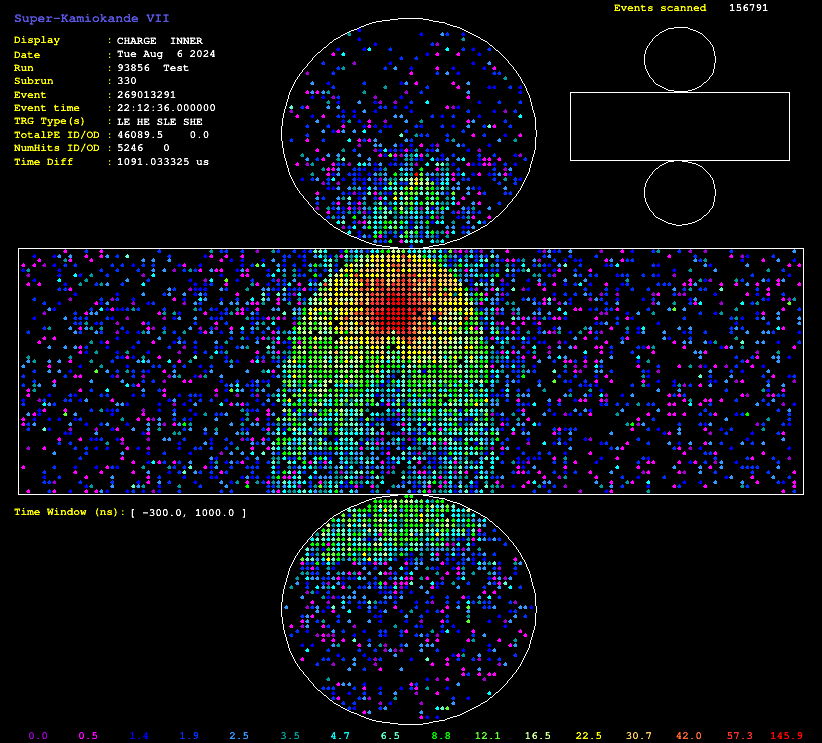 Super-Kamiokande VII
Events scanned 156791
Display : CHARGE INNER
Date : Tue Aug 6 2024
Run : 93856 Test
Subrun : 330
Event : 269013291
Event time : 22:12:36.000000
TRG Type(s) : LE HE SLE SHE
TotalPE ID/OD : 46089.5 0.0
NumHits ID/OD : 5246 0
Time Diff : 1091.033325 us
Time Window (ns): [ -300.0, 1000.0 ]
0.0 0.5 1.4 1.9 2.5 3.5 4.7 6.5 8.8 12.1 16.5 22.5 30.7 42.0 57.3 145.9